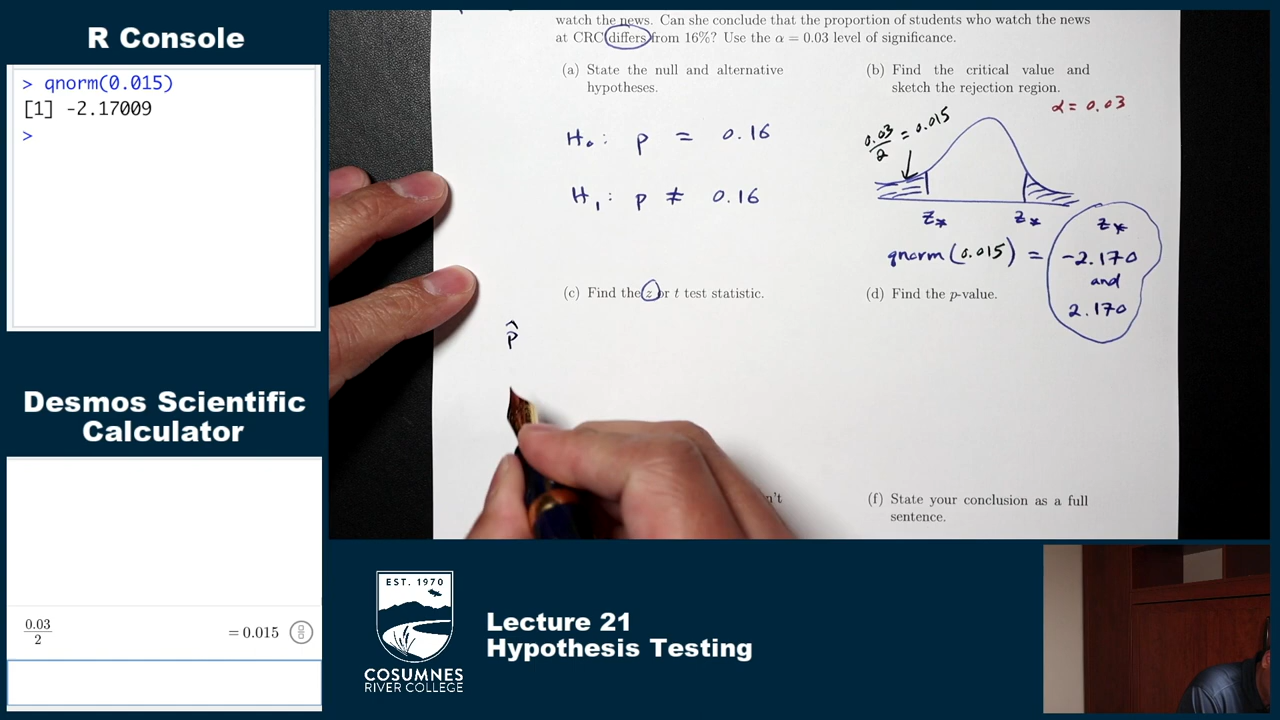 R Console
> qnorm(0.015)
[1] -2.17009
>
Desmos Scientific
Calculator
0.03
2
= 0.015
watch the news. Can she conclude that the proportion of students who watch the news
at CRC differs from 16%? Use the α = 0.03 level of significance.
(a) State the null and alternative
hypotheses.
H₀: p = 0.16
H₁: p ≠ 0.16
(b) Find the critical value and
sketch the rejection region.
α = 0.03
0.03/2 = 0.015
z* z*
qnorm(0.015) =
z*
-2.170
and
2.170
(c) Find the z or t test statistic.
p̂
(d) Find the p-value.
n't
(f) State your conclusion as a full
sentence.
EST. 1970
COSUMNES
RIVER COLLEGE
Lecture 21
Hypothesis Testing